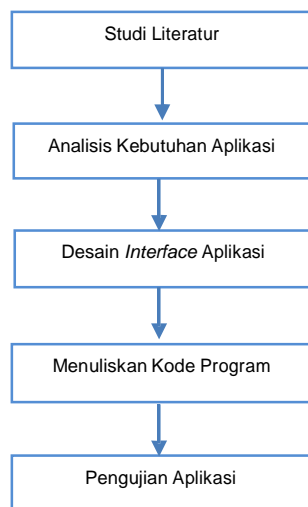 Studi Literatur
Analisis Kebutuhan Aplikasi
Desain Interface Aplikasi
Menuliskan Kode Program
Pengujian Aplikasi